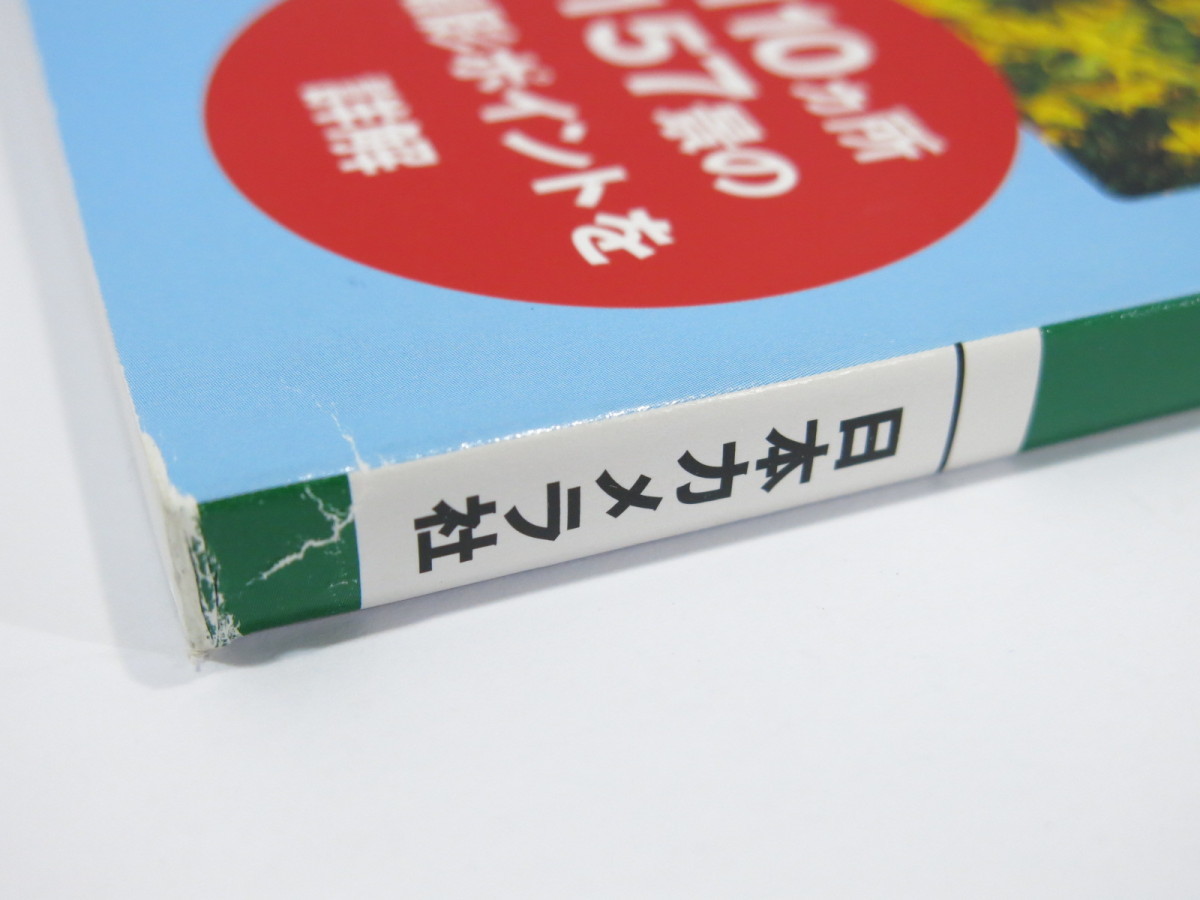 110ヵ所
157景の
撮影ポイントを
詳解
日本カメラ社